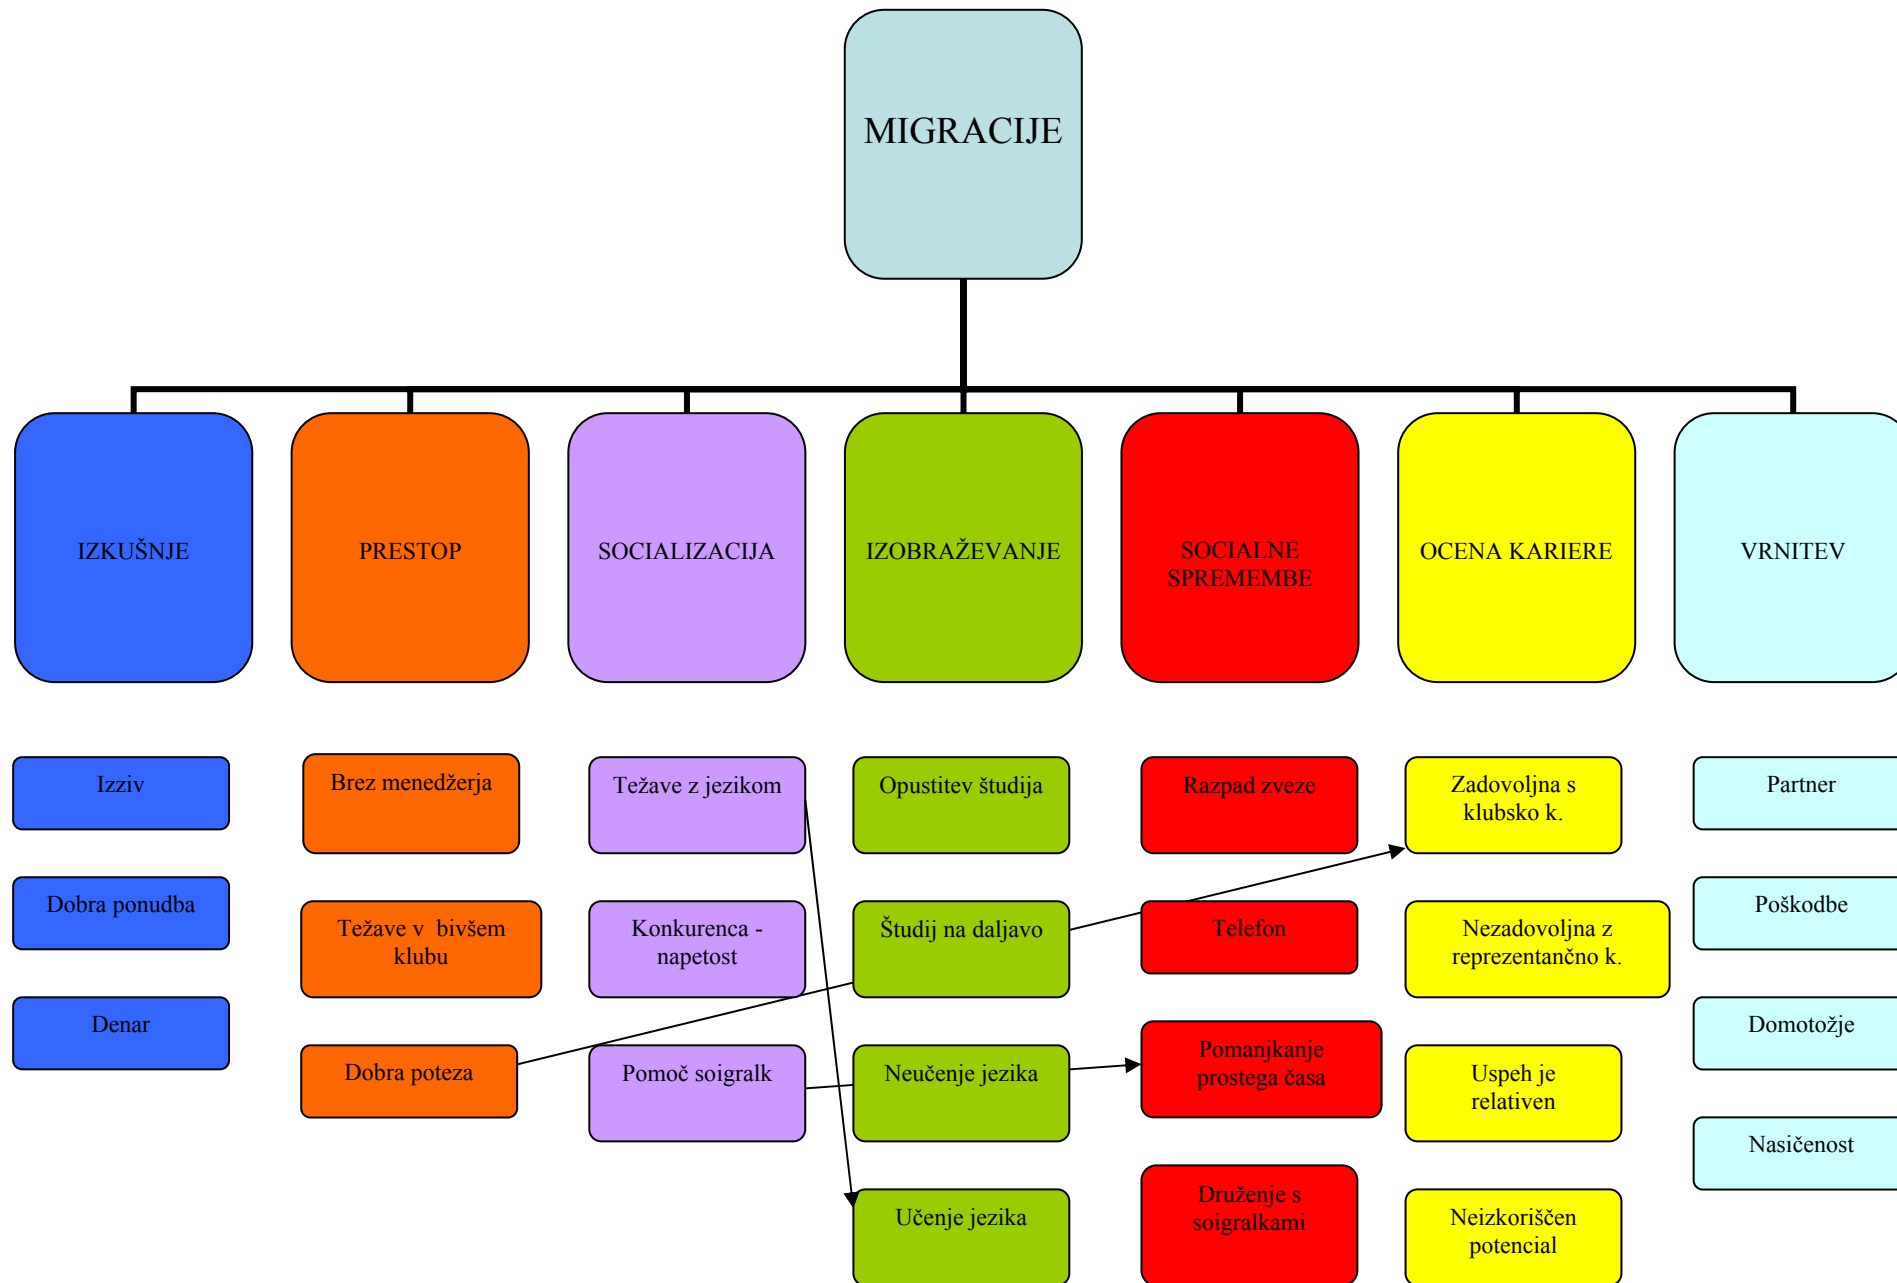 MIGRACIJE
IZKUŠNJE
PRESTOP
SOCIALIZACIJA
IZOBRAŽEVANJE
SOCIALNE
SPREMEMBE
OCENA KARIERE
VRNITEV
Izziv
Dobra ponudba
Denar
Brez menedžerja
Težave v  bivšem
klubu
Dobra poteza
Težave z jezikom
Konkurenca -
napetost
Pomoč soigralk
Opustitev študija
Študij na daljavo
Neučenje jezika
Učenje jezika
Razpad zveze
Telefon
Pomanjkanje
prostega časa
Druženje s
soigralkami
Zadovoljna s
klubsko k.
Nezadovoljna z
reprezentančno k.
Uspeh je
relativen
Neizkoriščen
potencial
Partner
Poškodbe
Domotožje
Nasičenost